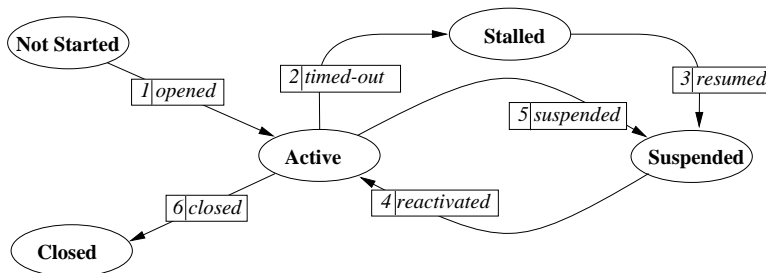 Not Started
Stalled
1 opened
2 timed-out
3 resumed
5 suspended
Active
Suspended
6 closed
4 reactivated
Closed